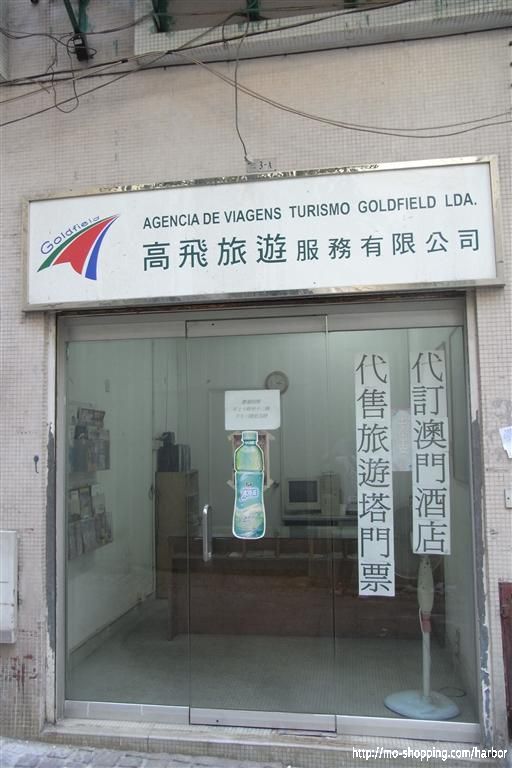 3-A
Goldfield
AGENCIA DE VIAGENS TURISMO GOLDFIELD LDA.
高飛旅遊服務有限公司
代訂澳門酒店
代售旅遊塔門票
http://mo-shopping.com/harbor